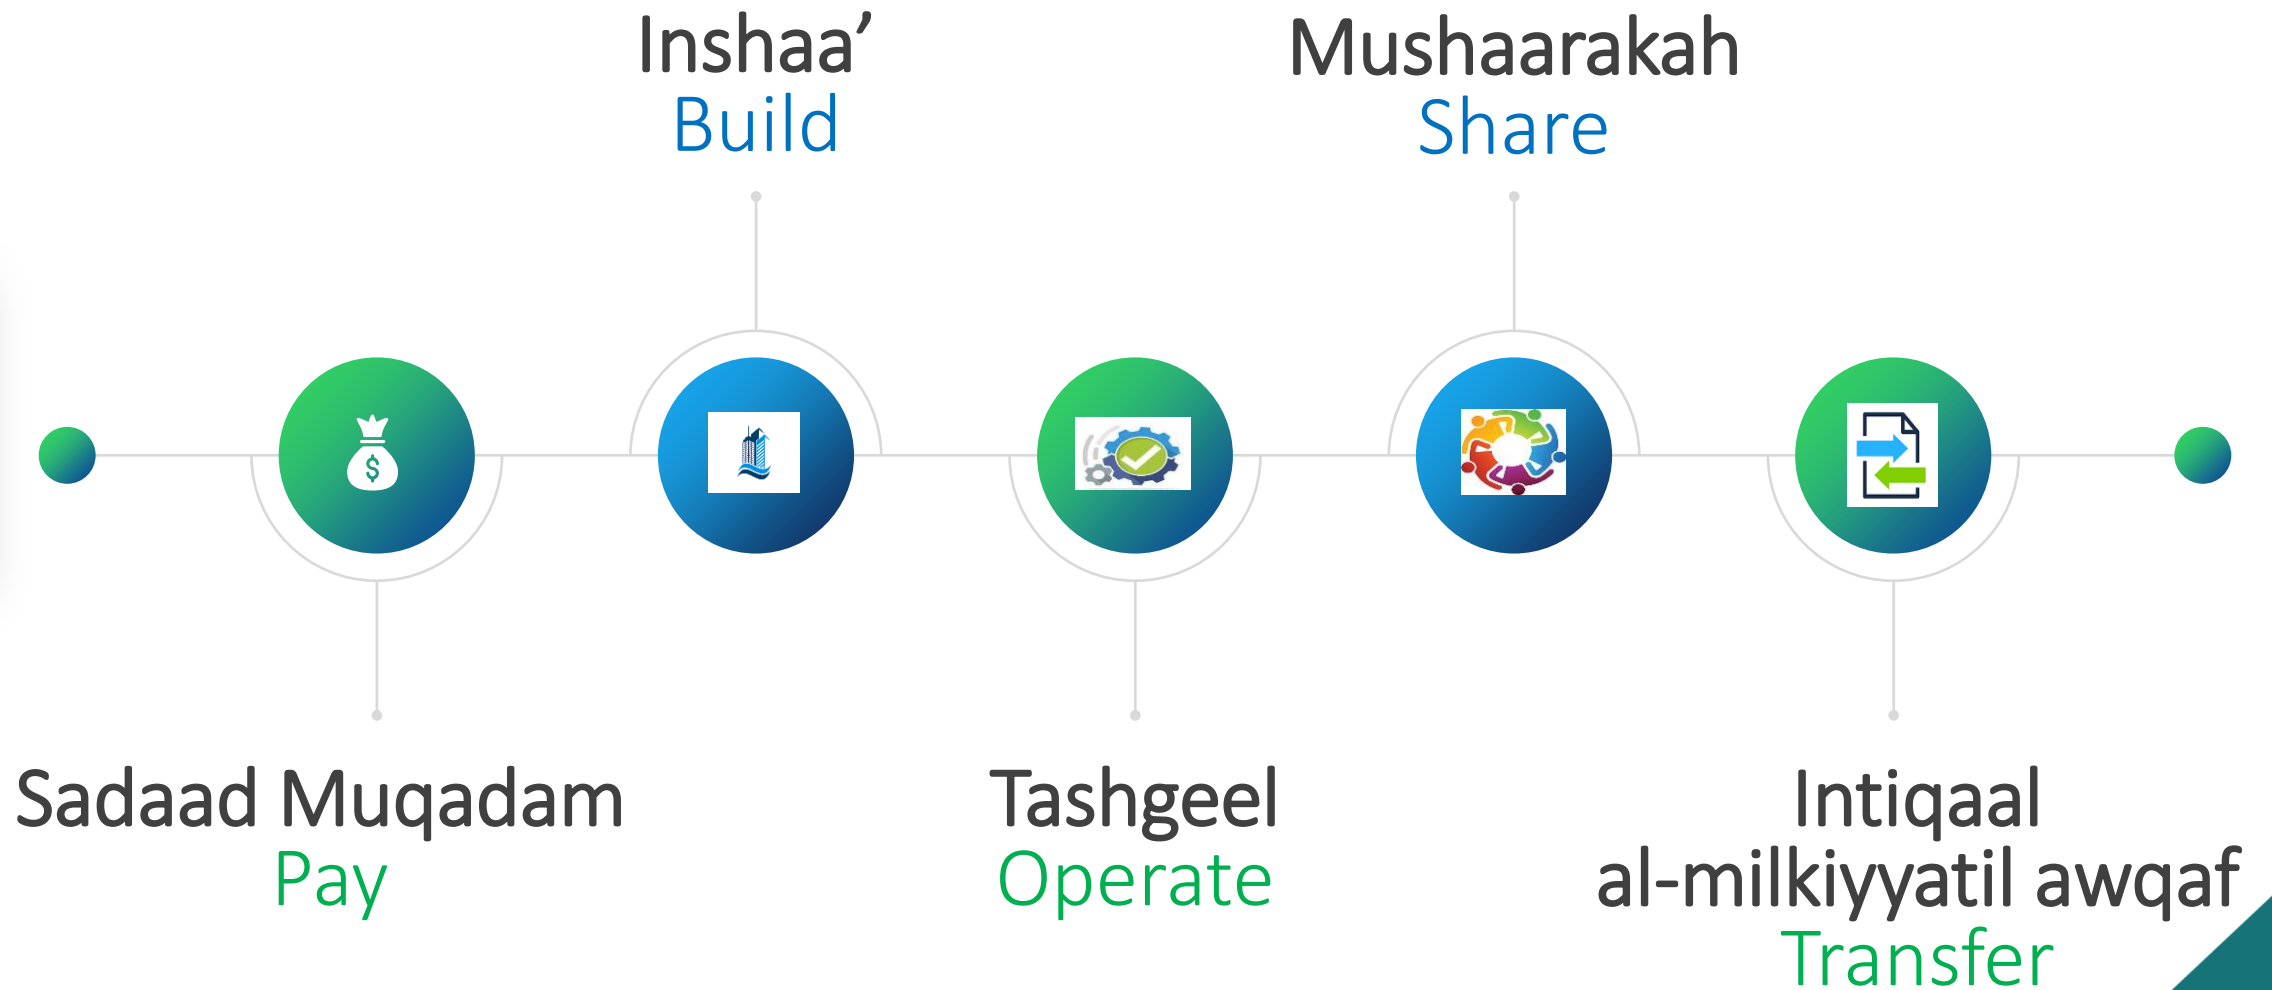 Inshaa’
Build
Mushaarakah
Share
$
Sadaad Muqadam
Pay
Tashgeel
Operate
Intiqaal
al-milkiyyatil awqaf
Transfer